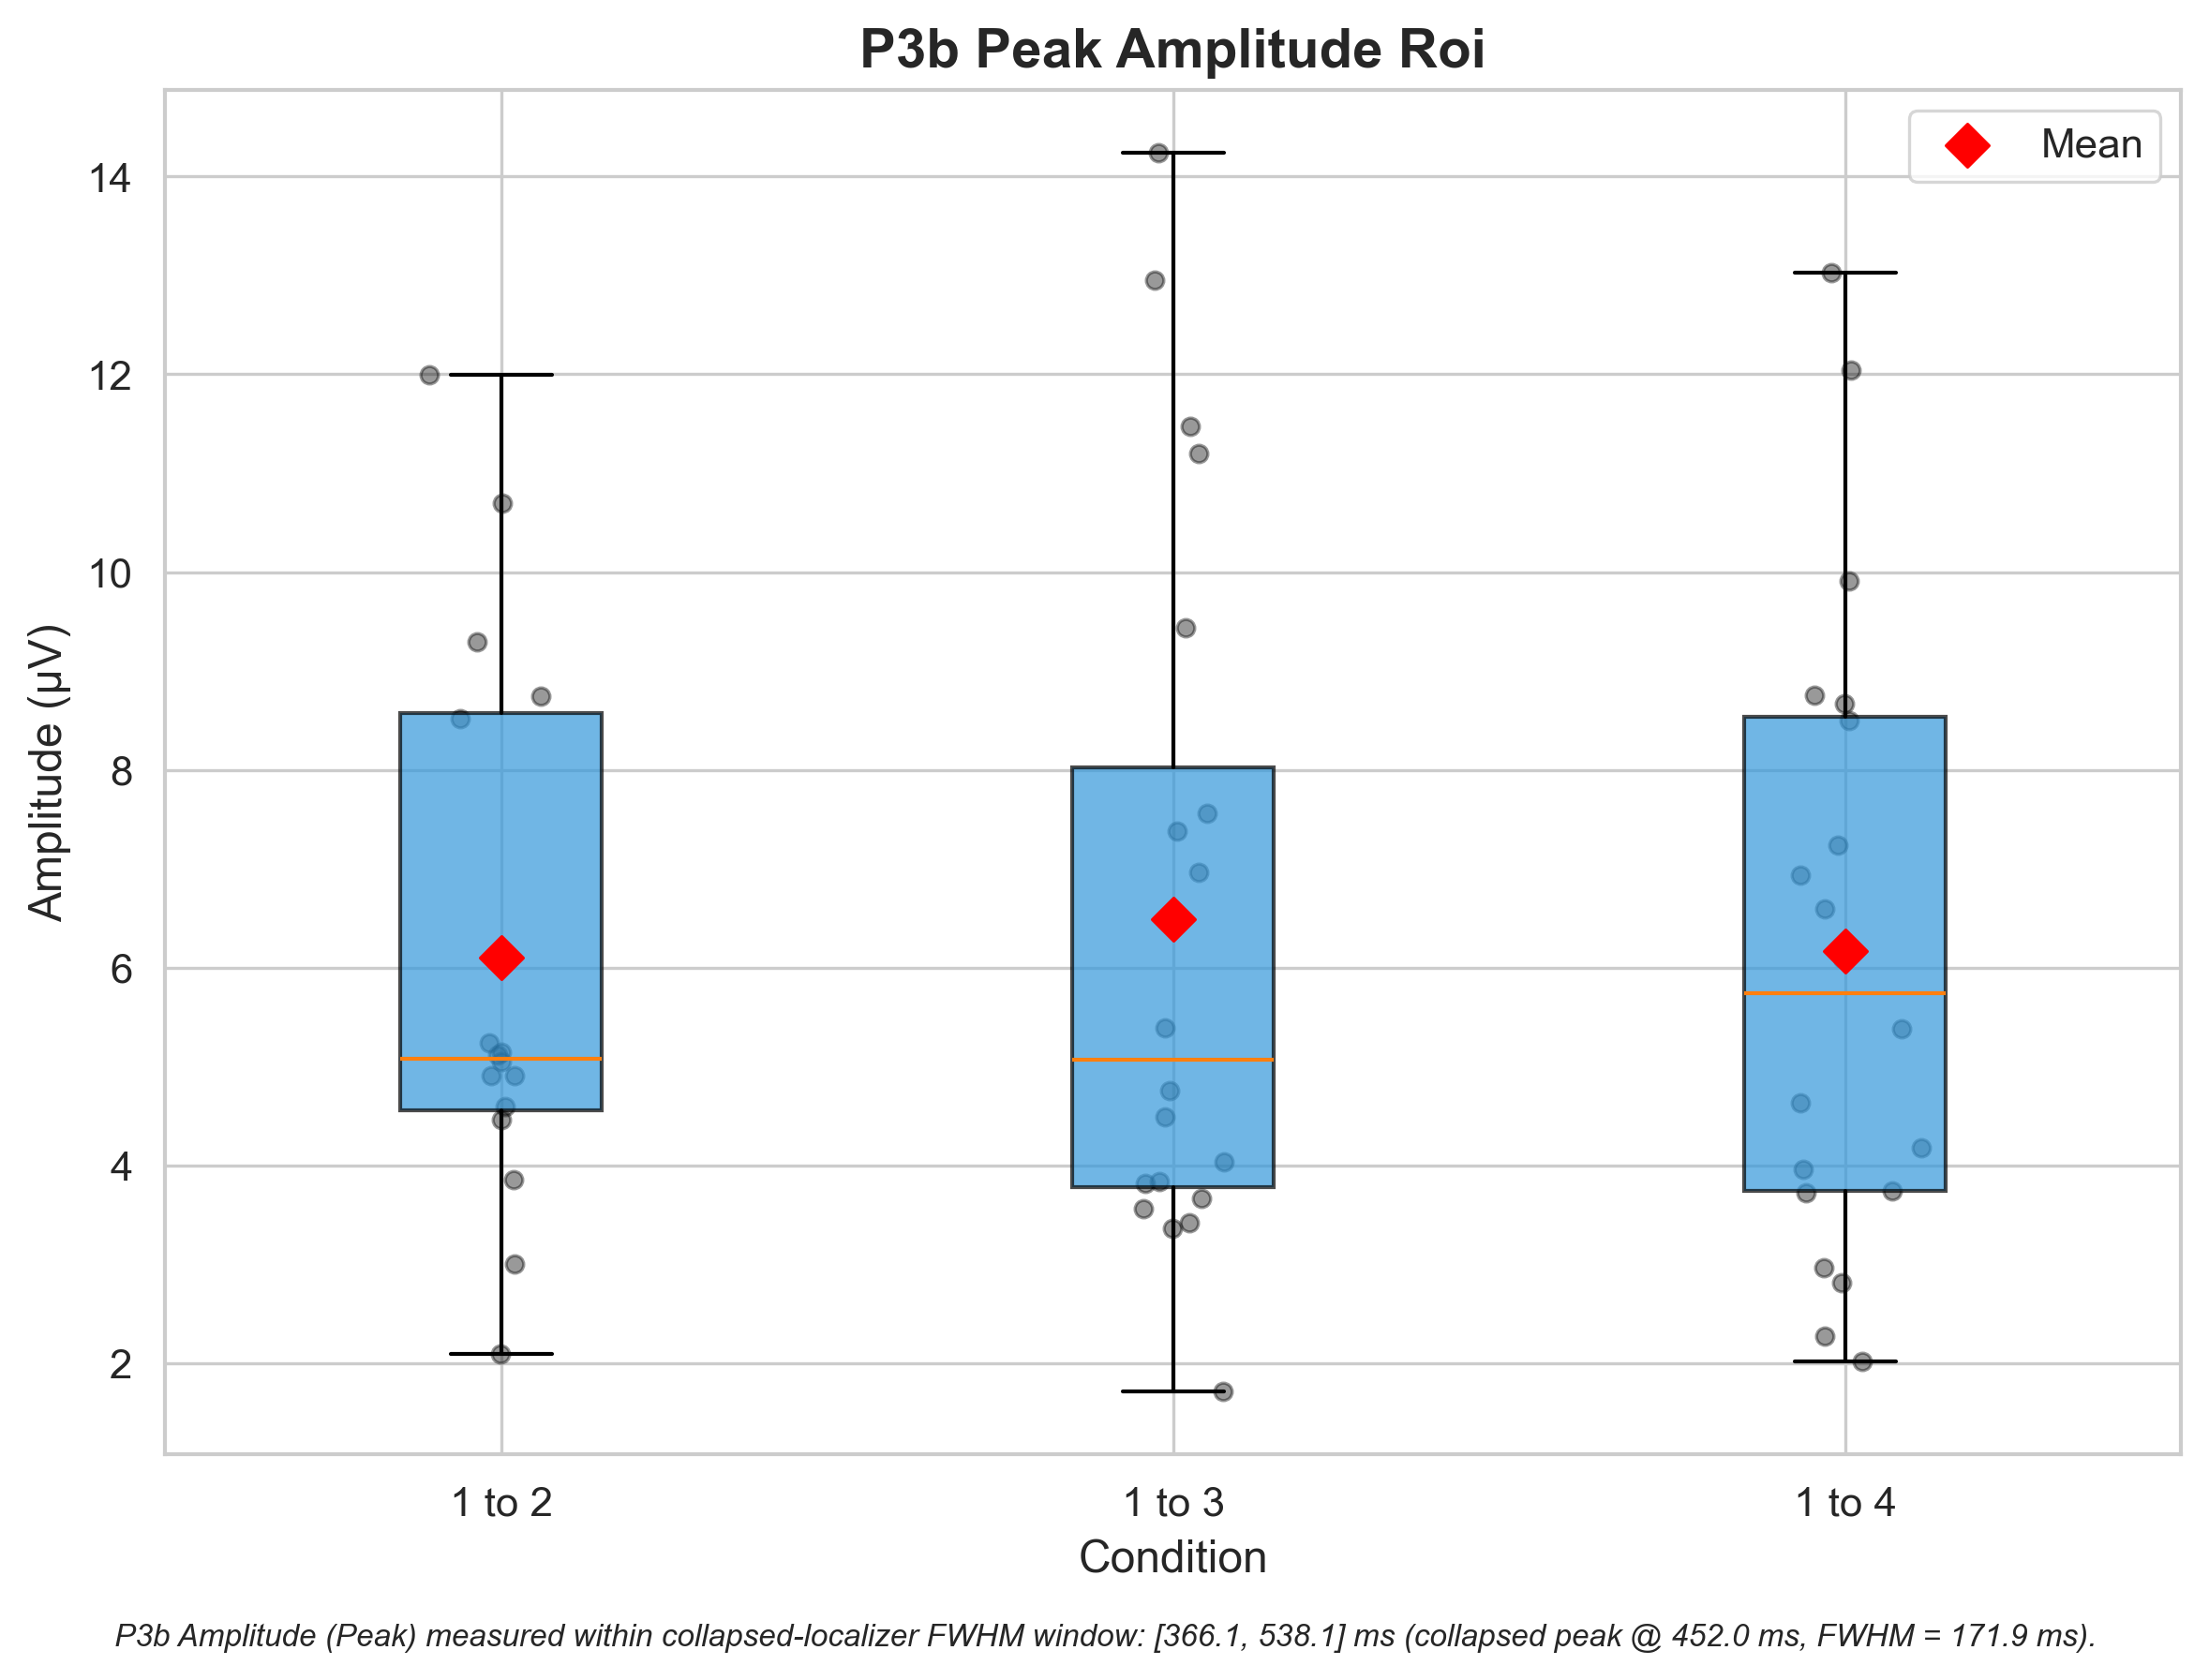 P3b Peak Amplitude Roi
Mean
14
12
10
8
6
4
2
Amplitude (µV)
1 to 2
1 to 3
1 to 4
Condition
P3b Amplitude (Peak) measured within collapsed-localizer FWHM window: [366.1, 538.1] ms (collapsed peak @ 452.0 ms, FWHM = 171.9 ms).